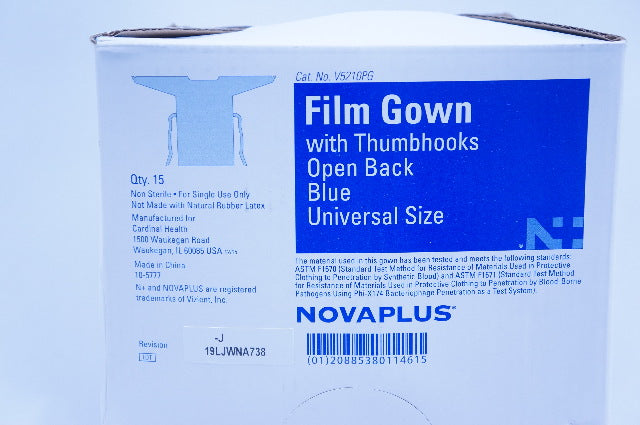 Cat. No. V5210PG
Film Gown
with Thumbhooks
Open Back
Blue
Universal Size
N+
Qty. 15
Non Sterile • For Single Use Only
Not Made with Natural Rubber Latex
Manufactured for
Cardinal Health
1500 Waukegan Road
Waukegan, IL 60085 USA
Made in China
10-5777
N+ and NOVAPLUS are registered
trademarks of Vizient, Inc.
The material used in this gown has been tested and meets the following standards:
ASTM F1670 (Standard Test Method for Resistance of Materials Used in Protective
Clothing to Penetration by Synthetic Blood) and ASTM F1671 (Standard Test Method
for Resistance of Materials Used in Protective Clothing to Penetration by Blood-Borne
Pathogens Using Phi-X174 Bacteriophage Penetration as a Test System).
NOVAPLUS
Revision
LOT
-J
19LJWNA738
(01)20885380114615